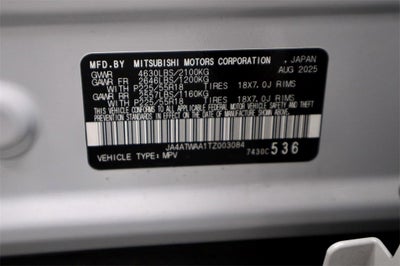 MFD.BY MITSUBISHI MOTORS CORPORATION , JAPAN
GVWR 4630LBS/2100KG AUG 2025
GAWR FR 2646LBS/1200KG
WITH P225/55R18 TIRES 18X7.0J RIMS
GAWR RR 2557LBS/1160KG
WITH P225/55R18 TIRES 18X7.0J RIMS
THIS VEHICLE CONFORMS TO ALL APPLICABLE FEDERAL MOTOR VEHICLE SAFETY AND
THEFT PREVENTION STANDARDS IN EFFECT ON THE DATE OF MANUFACTURE SHOWN ABOVE.
JA4ATWAA1TZ003084
VEHICLE TYPE: MPV 7430C 536